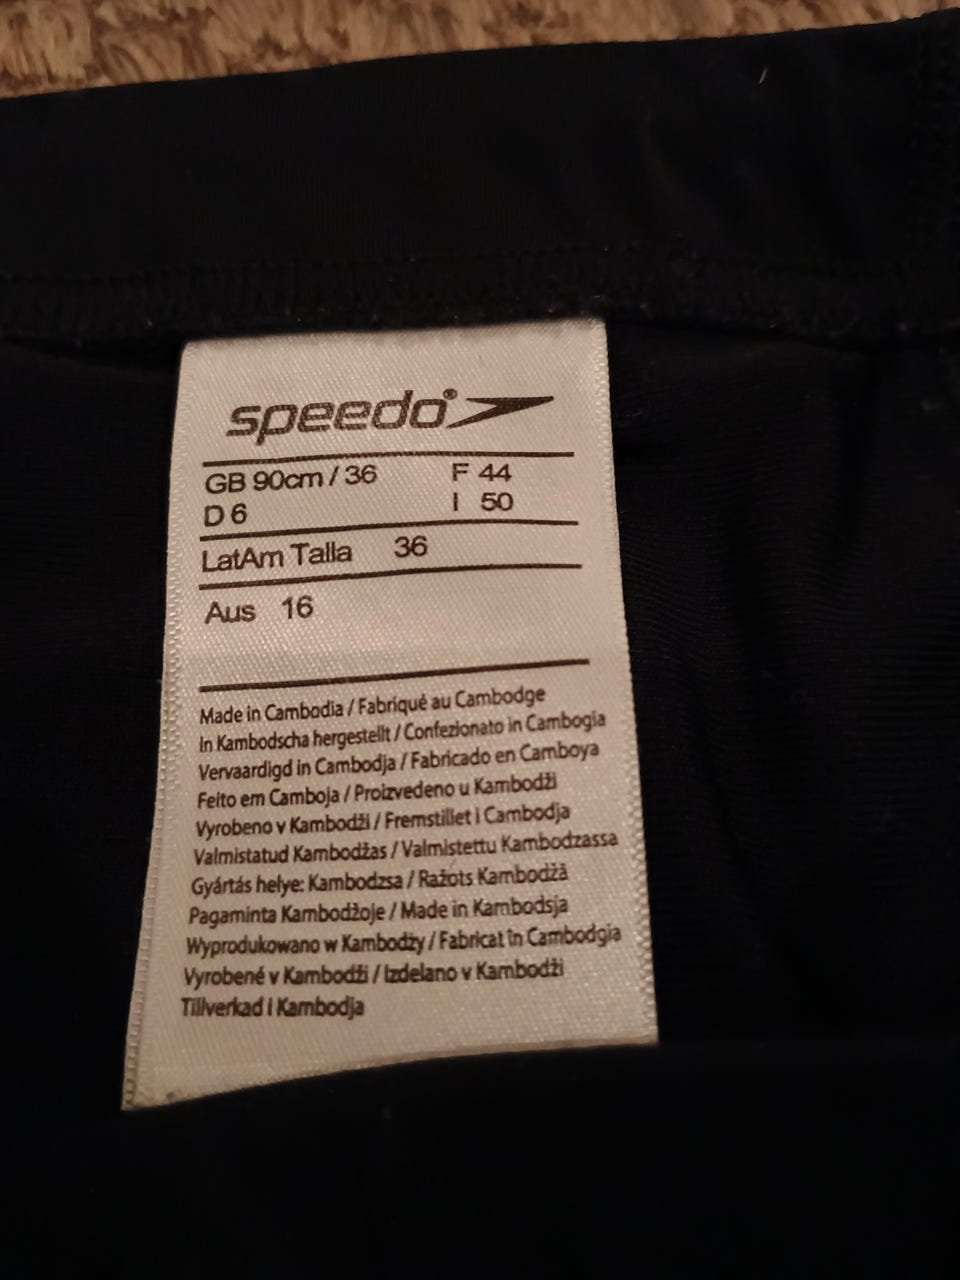 speedo®
GB 90cm / 36 F 44
D 6 I 50
LatAm Talla 36
Aus 16
Made in Cambodia / Fabriqué au Cambodge
In Kambodscha hergestellt / Confezionato in Cambogia
Vervaardigd in Cambodja / Fabricado en Camboya
Feito em Camboja / Proizvedeno u Kambodži
Vyrobeno v Kambodži / Fremstillet i Cambodja
Valmistatud Kambodžas / Valmistettu Kambodzassa
Gyártás helye: Kambodzsa / Ražots Kambodžā
Pagaminta Kambodžoje / Made in Kambodsja
Wyprodukowano w Kambodży / Fabricat în Cambodgia
Vyrobené v Kambodži / Izdelano v Kambodži
Tillverkad i Kambodja